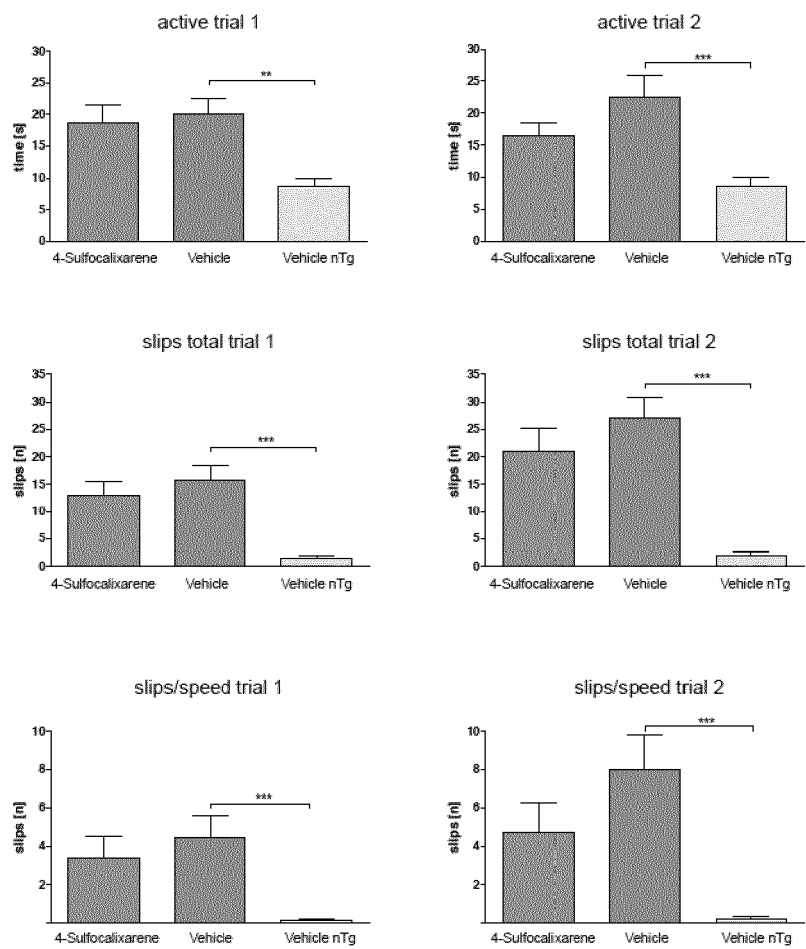 active trial 1
30
25
20
15
10
5
0
time [s]
**
4-Sulfocalixarene Vehicle Vehicle nTg
active trial 2
30
25
20
15
10
5
0
time [s]
***
4-Sulfocalixarene Vehicle Vehicle nTg
slips total trial 1
35
30
25
20
15
10
5
0
slips [n]
***
4-Sulfocalixarene Vehicle Vehicle nTg
slips total trial 2
35
30
25
20
15
10
5
0
slips [n]
***
4-Sulfocalixarene Vehicle Vehicle nTg
slips/speed trial 1
10
8
6
4
2
slips [n]
***
4-Sulfocalixarene Vehicle Vehicle nTg
slips/speed trial 2
10
8
6
4
2
slips [n]
***
4-Sulfocalixarene Vehicle Vehicle nTg